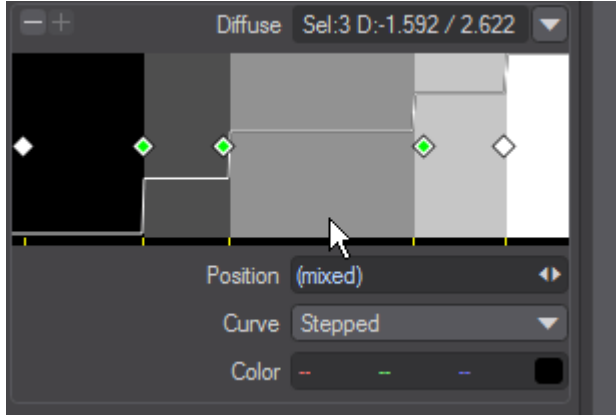 Diffuse Sel:3 D:-1.592 / 2.622
Position (mixed)
Curve Stepped
Color -- -- --